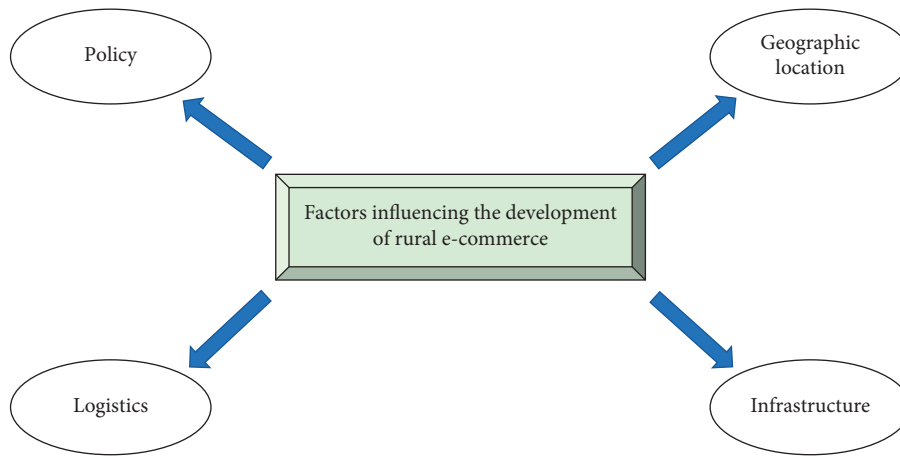 Policy
Geographic
location
Factors influencing the development
of rural e-commerce
Logistics
Infrastructure